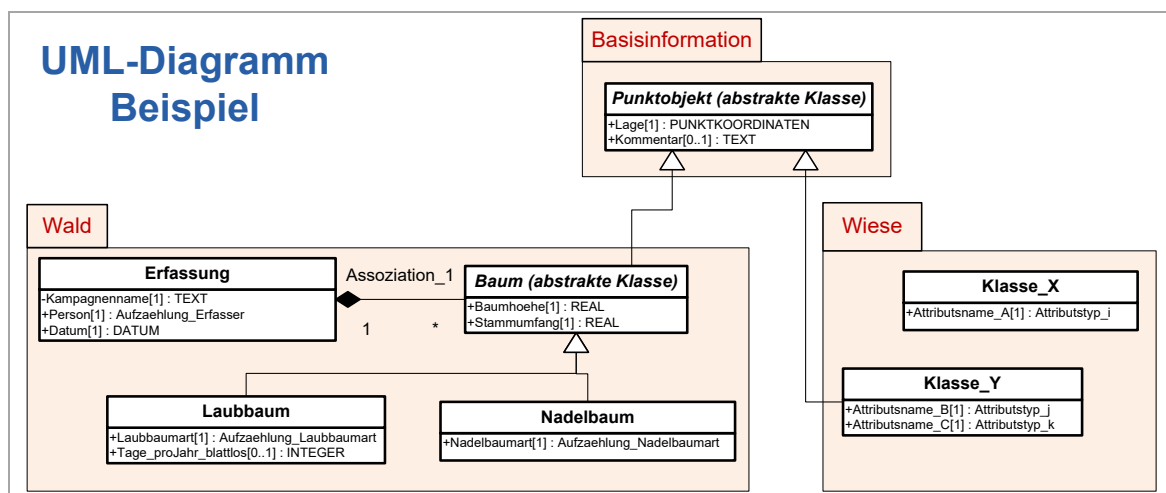 UML-Diagramm
Beispiel
Basisinformation
Punktobjekt (abstrakte Klasse)
+Lage[1] : PUNKTKOORDINATEN
+Kommentar[0..1] : TEXT
Wald
Erfassung
-Kampagnenname[1] : TEXT
+Person[1] : Aufzaehlung_Erfasser
+Datum[1] : DATUM
Assoziation_1
1
*
Baum (abstrakte Klasse)
+Baumhoehe[1] : REAL
+Stammumfang[1] : REAL
Laubbaum
+Laubbaumart[1] : Aufzaehlung_Laubbaumart
+Tage_proJahr_blattlos[0..1] : INTEGER
Nadelbaum
+Nadelbaumart[1] : Aufzaehlung_Nadelbaumart
Wiese
Klasse_X
+Attributsname_A[1] : Attributstyp_i
Klasse_Y
+Attributsname_B[1] : Attributstyp_j
+Attributsname_C[1] : Attributstyp_k